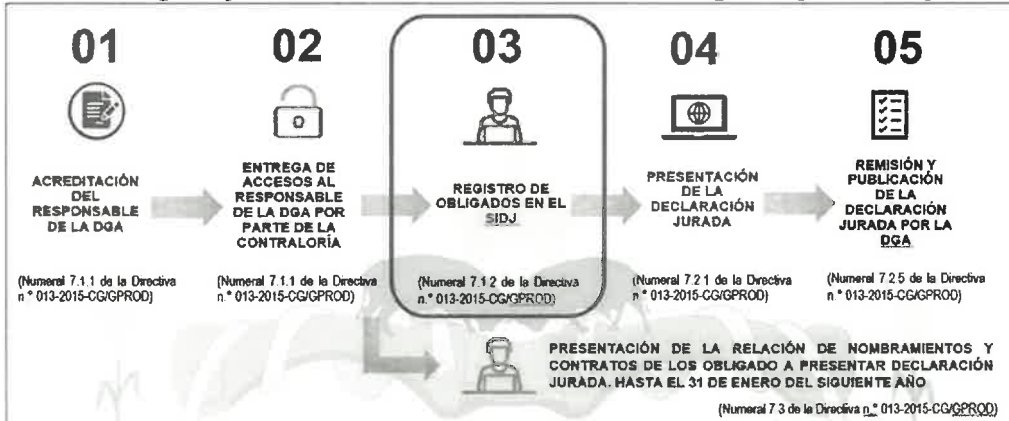 01
02
03
04
05
ACREDITACIÓN
DEL
RESPONSABLE
DE LA DGA
ENTREGA DE
ACCESOS AL
RESPONSABLE
DE LA DGA POR
PARTE DE LA
CONTRALORÍA
REGISTRO DE
OBLIGADOS EN EL
SIDJ
PRESENTACIÓN
DE LA
DECLARACIÓN
JURADA
REMISIÓN Y
PUBLICACIÓN
DE LA
DECLARACIÓN
JURADA POR LA
DGA
(Numeral 7.1.1 de la Directiva
n.° 013-2015-CG/GPROD)
(Numeral 7.1.1 de la Directiva
n.° 013-2015-CG/GPROD)
(Numeral 7.1.2 de la Directiva
n.° 013-2015-CG/GPROD)
(Numeral 7.2.1 de la Directiva
n.° 013-2015-CG/GPROD)
(Numeral 7.2.5 de la Directiva
n.° 013-2015-CG/GPROD)
PRESENTACIÓN DE LA RELACIÓN DE NOMBRAMIENTOS Y
CONTRATOS DE LOS OBLIGADO A PRESENTAR DECLARACIÓN
JURADA. HASTA EL 31 DE ENERO DEL SIGUIENTE AÑO
(Numeral 7.3 de la Directiva n.° 013-2015-CG/GPROD)